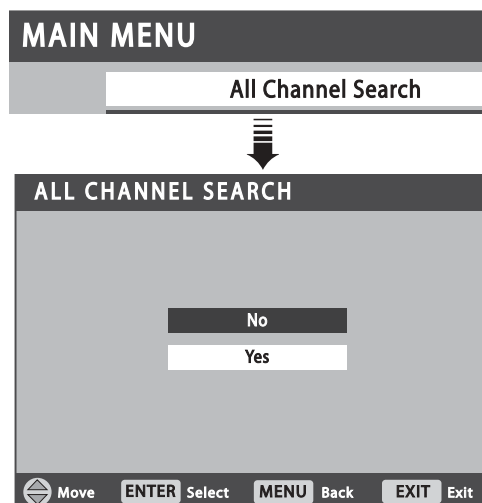 MAIN MENU
All Channel Search
ALL CHANNEL SEARCH
No
Yes
Move ENTER Select MENU Back EXIT Exit